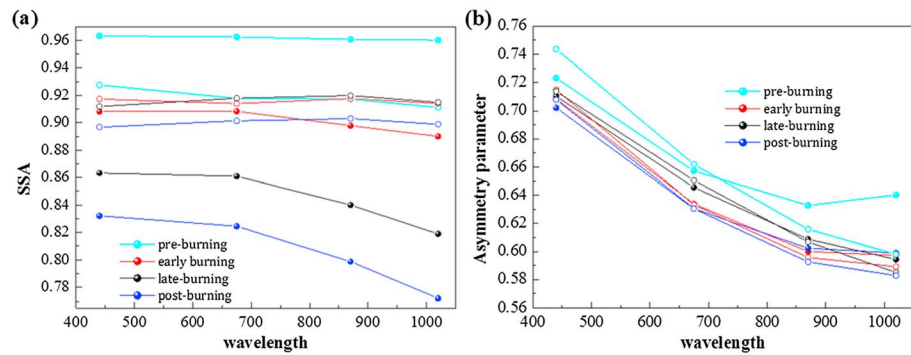 (a)
SSA
0.96
0.94
0.92
0.90
0.88
0.86
0.84
0.82
0.80
0.78
pre-burning
early burning
late-burning
post-burning
400 500 600 700 800 900 1000
wavelength
(b)
Asymmetry parameter
0.76
0.74
0.72
0.70
0.68
0.66
0.64
0.62
0.60
0.58
0.56
pre-burning
early burning
late-burning
post-burning
400 500 600 700 800 900 1000
wavelength